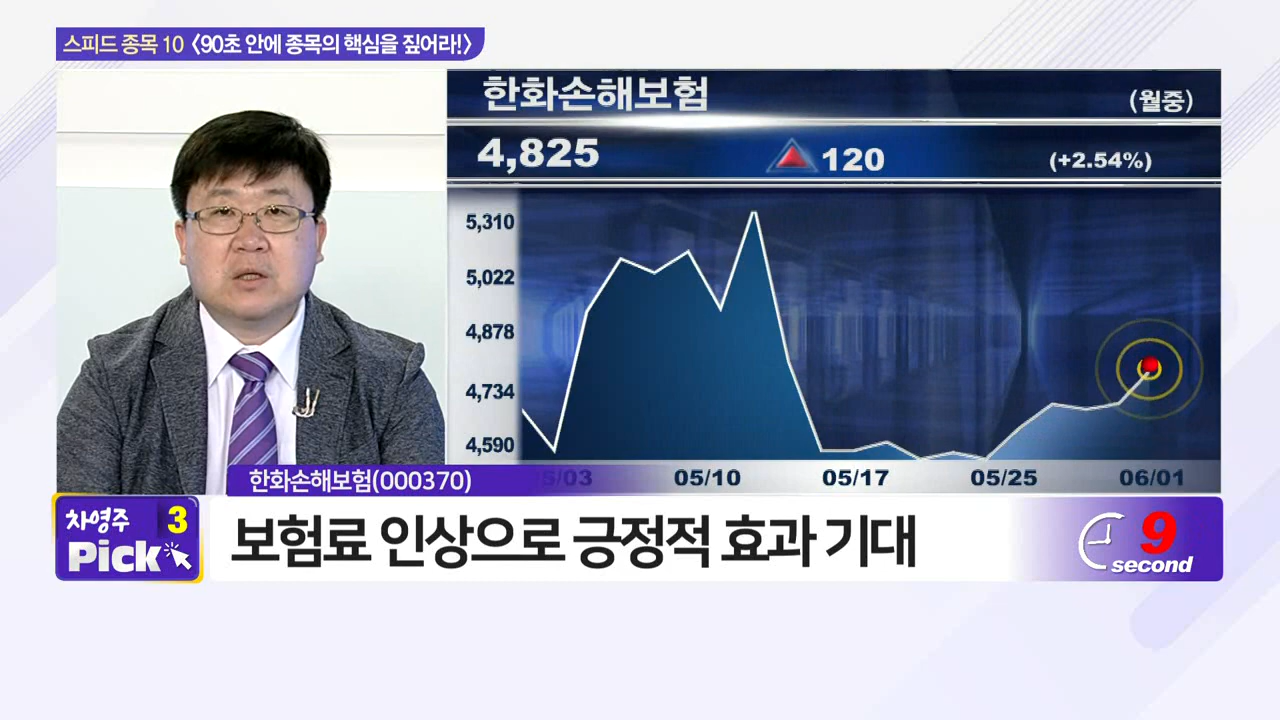 스피드 종목 10 〈90초 안에 종목의 핵심을 짚어라!〉
한화손해보험
(월중)
4,825
120
(+2.54%)
5,310
5,022
4,878
4,734
4,590
05/10
05/17
05/25
06/01
한화손해보험(000370)
차영주 3
Pick
보험료 인상으로 긍정적 효과 기대
9
second